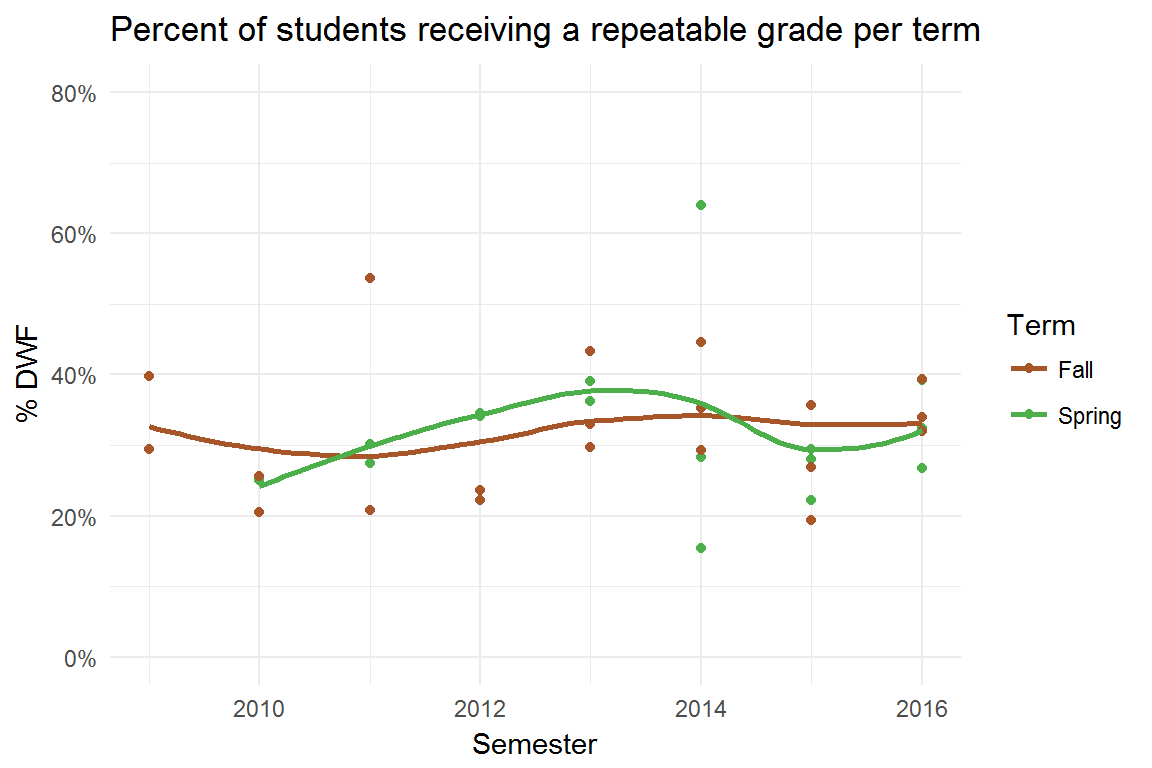 Percent of students receiving a repeatable grade per term
80%
60%
40%
20%
0%
% DWF
2010 2012 2014 2016
Semester
Term
Fall
Spring